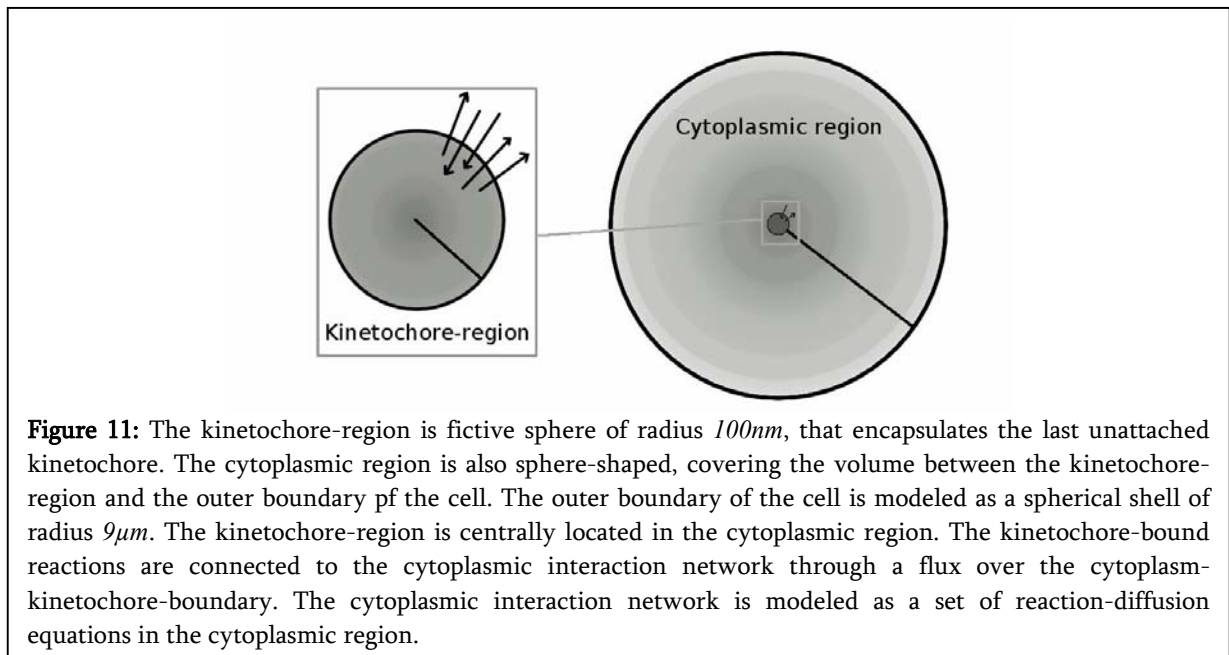 Cytoplasmic region
Kinetochore-region
Figure 11: The kinetochore-region is fictive sphere of radius 100nm, that encapsulates the last unattached
kinetochore. The cytoplasmic region is also sphere-shaped, covering the volume between the kinetochore-
region and the outer boundary pf the cell. The outer boundary of the cell is modeled as a spherical shell of
radius 9μm. The kinetochore-region is centrally located in the cytoplasmic region. The kinetochore-bound
reactions are connected to the cytoplasmic interaction network through a flux over the cytoplasm-
kinetochore-boundary. The cytoplasmic interaction network is modeled as a set of reaction-diffusion
equations in the cytoplasmic region.